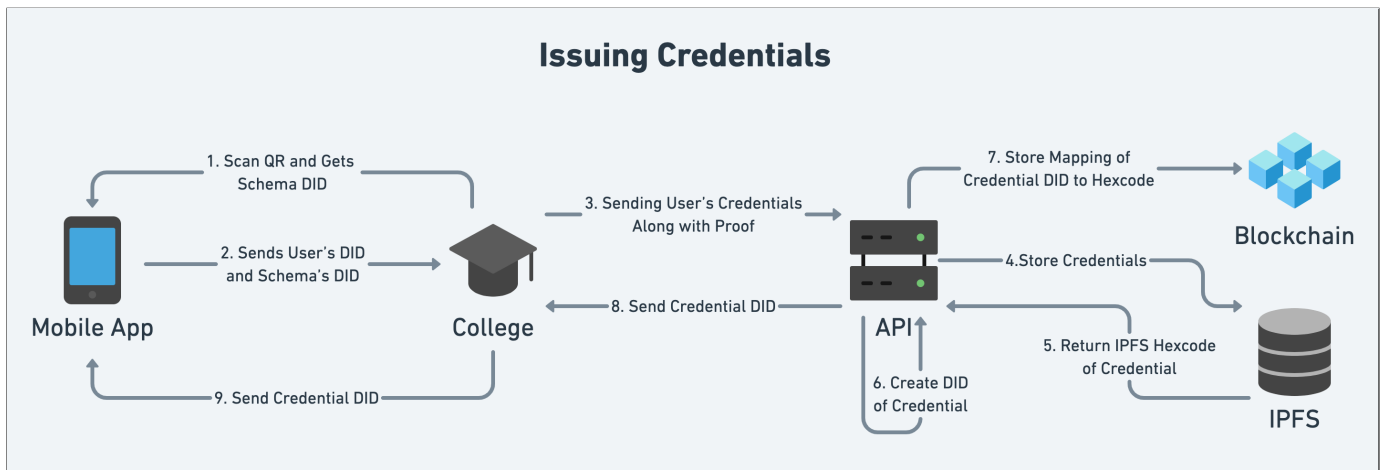 Issuing Credentials
1. Scan QR and Gets
Schema DID
2. Sends User's DID
and Schema's DID
3. Sending User's Credentials
Along with Proof
7. Store Mapping of
Credential DID to Hexcode
4.Store Credentials
8. Send Credential DID
5. Return IPFS Hexcode
of Credential
6. Create DID
of Credential
9. Send Credential DID
Mobile App
College
API
Blockchain
IPFS